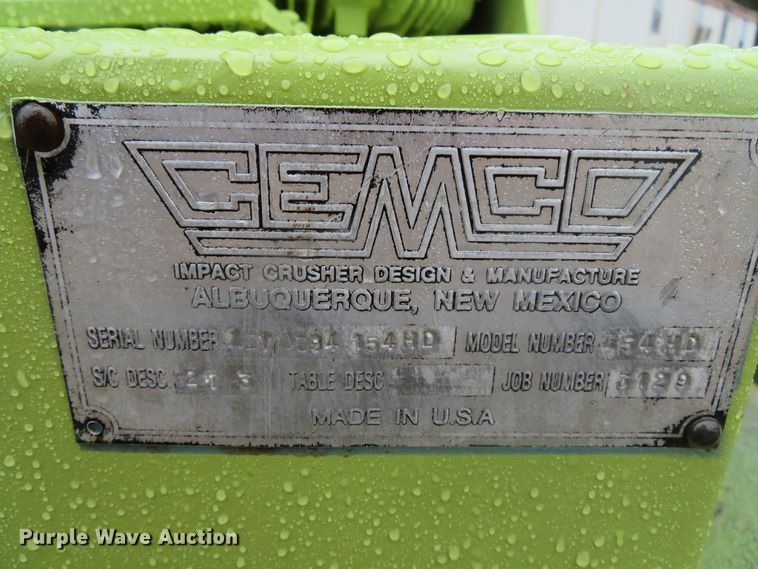 CEMCO
IMPACT CRUSHER DESIGN & MANUFACTURE
ALBUQUERQUE, NEW MEXICO
SERIAL NUMBER 154HD MODEL NUMBER 54HD
S/C DESC TABLE DESC JOB NUMBER
MADE IN U.S.A
Purple Wave Auction